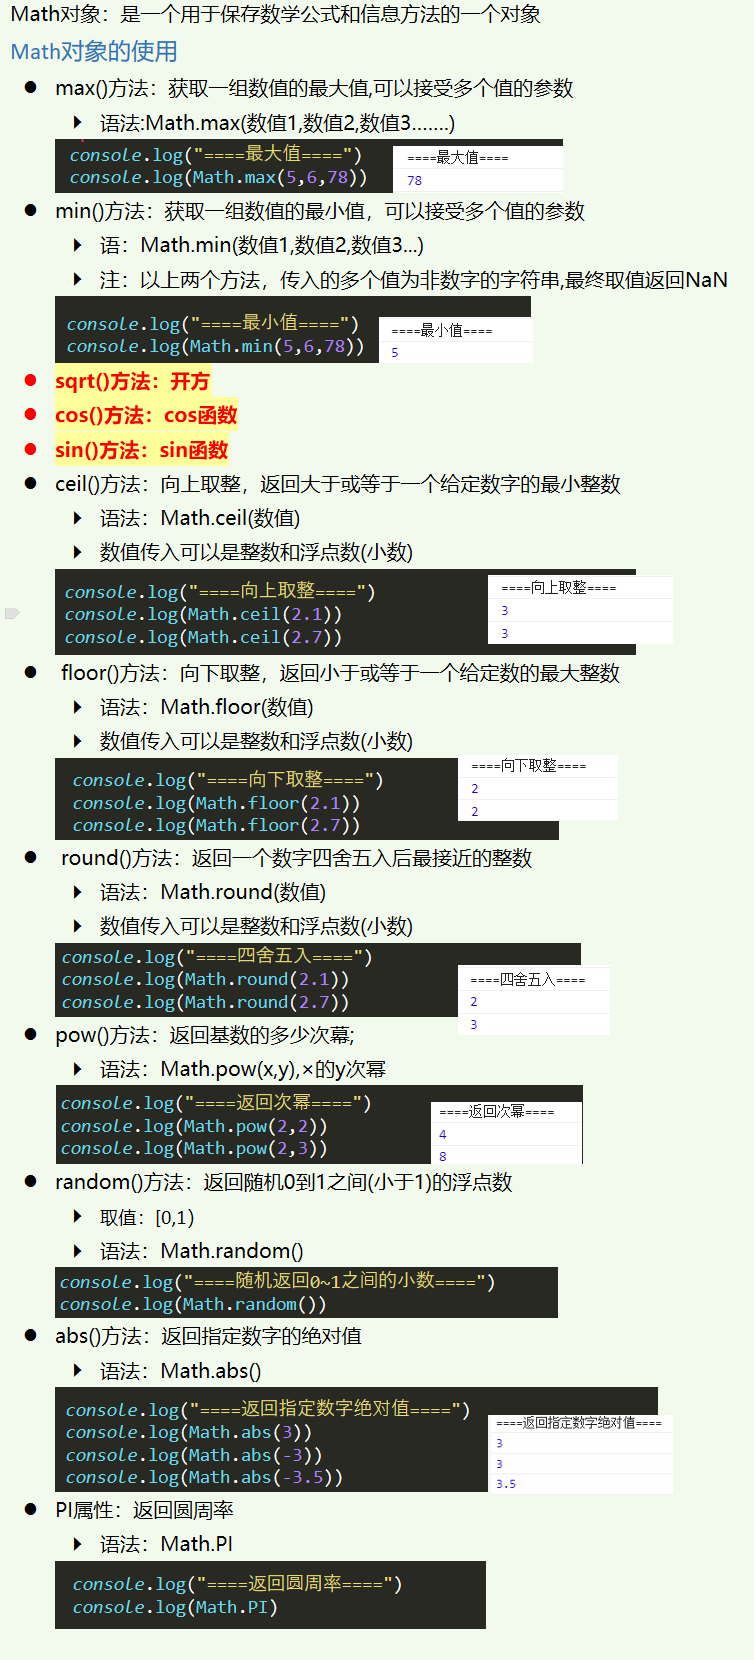 Math对象：是一个用于保存数学公式和信息方法的一个对象
Math对象的使用
max()方法：获取一组数值的最大值,可以接受多个值的参数
语法:Math.max(数值1,数值2,数值3.......)
console.log("====最大值====")
console.log(Math.max(5,6,78))
====最大值====
78
min()方法：获取一组数值的最小值，可以接受多个值的参数
语：Math.min(数值1,数值2,数值3...)
注：以上两个方法，传入的多个值为非数字的字符串,最终取值返回NaN
console.log("====最小值====")
console.log(Math.min(5,6,78))
====最小值====
5
sqrt()方法：开方
cos()方法：cos函数
sin()方法：sin函数
ceil()方法：向上取整，返回大于或等于一个给定数字的最小整数
语法：Math.ceil(数值)
数值传入可以是整数和浮点数(小数)
console.log("====向上取整====")
console.log(Math.ceil(2.1))
console.log(Math.ceil(2.7))
====向上取整====
3
3
floor()方法：向下取整，返回小于或等于一个给定数的最大整数
语法：Math.floor(数值)
数值传入可以是整数和浮点数(小数)
console.log("====向下取整====")
console.log(Math.floor(2.1))
console.log(Math.floor(2.7))
====向下取整====
2
2
round()方法：返回一个数字四舍五入后最接近的整数
语法：Math.round(数值)
数值传入可以是整数和浮点数(小数)
console.log("====四舍五入====")
console.log(Math.round(2.1))
console.log(Math.round(2.7))
====四舍五入====
2
3
pow()方法：返回基数的多少次幕;
语法：Math.pow(x,y),×的y次幂
console.log("====返回次幂====")
console.log(Math.pow(2,2))
console.log(Math.pow(2,3))
====返回次幂====
4
8
random()方法：返回随机0到1之间(小于1)的浮点数
取值：[0,1)
语法：Math.random()
console.log("====随机返回0~1之间的小数====")
console.log(Math.random())
abs()方法：返回指定数字的绝对值
语法：Math.abs()
console.log("====返回指定数字绝对值====")
console.log(Math.abs(3))
console.log(Math.abs(-3))
console.log(Math.abs(-3.5))
====返回指定数字绝对值====
3
3
3.5
PI属性：返回圆周率
语法：Math.PI
console.log("====返回圆周率====")
console.log(Math.PI)